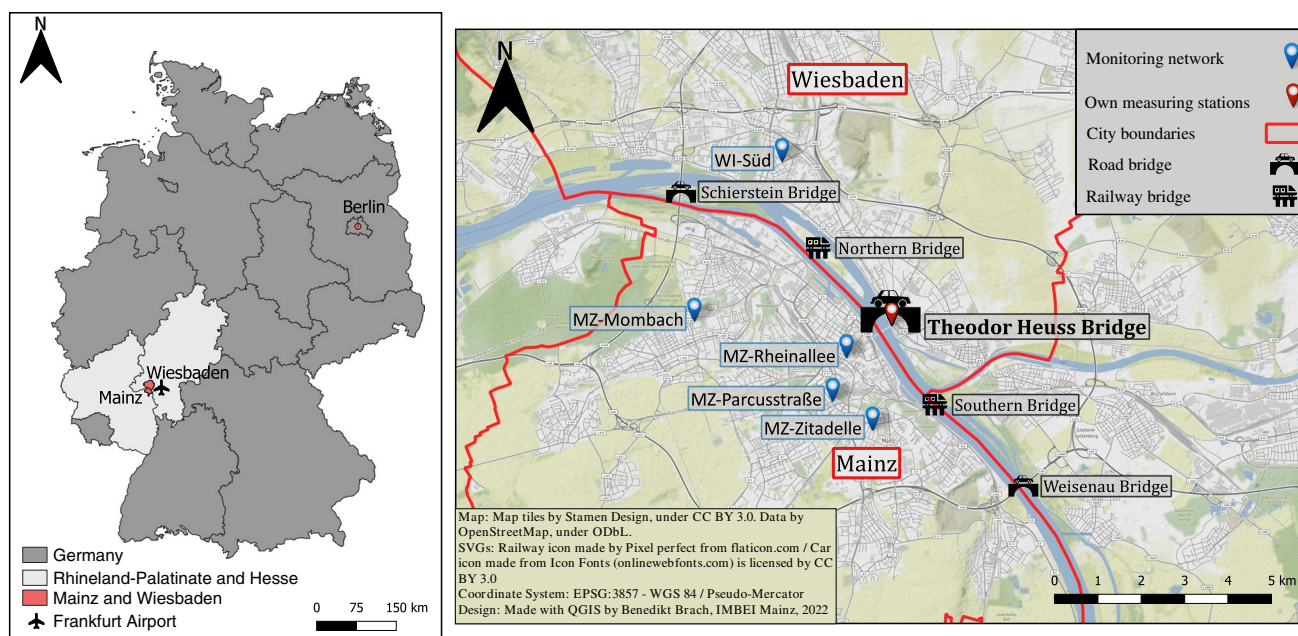 N
Berlin
Wiesbaden
Mainz
Germany
Rhineland-Palatinate and Hesse
Mainz and Wiesbaden
Frankfurt Airport
0 75 150 km
N
Wiesbaden
WI-Süd
Schierstein Bridge
Northern Bridge
MZ-Mombach
Theodor Heuss Bridge
MZ-Rheinallee
MZ-Parcusstraße
Southern Bridge
MZ-Zitadelle
Mainz
Weisenau Bridge
Monitoring network
Own measuring stations
City boundaries
Road bridge
Railway bridge
Map: Map tiles by Stamen Design, under CC BY 3.0. Data by
OpenStreetMap, under ODbL.
SVGs: Railway icon made by Pixel perfect from flaticon.com / Car
icon made from Icon Fonts (onlinewebfonts.com) is licensed by CC
BY 3.0
Coordinate System: EPSG:3857 - WGS 84 / Pseudo-Mercator
Design: Made with QGIS by Benedikt Brach, IMBEI Mainz, 2022
0 1 2 3 4 5 km